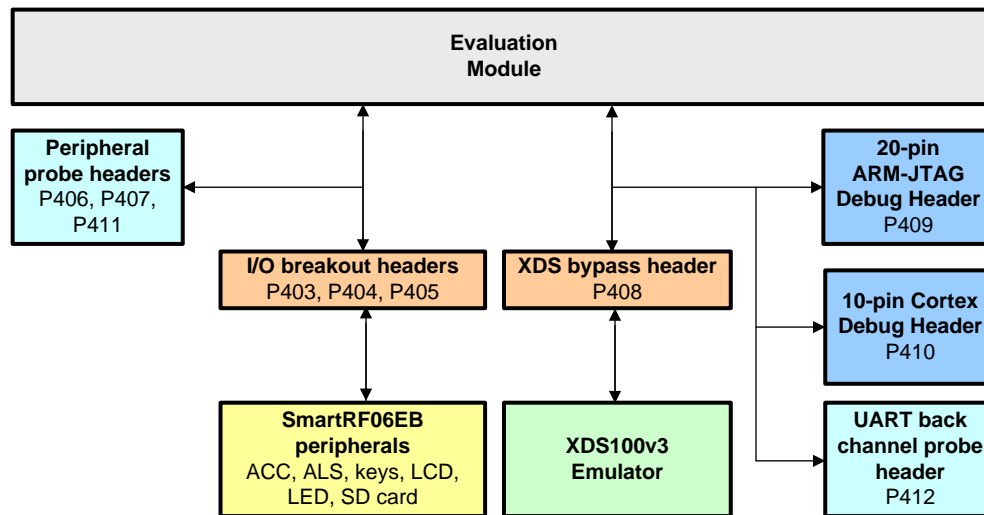 Evaluation
Module
Peripheral
probe headers
P406, P407,
P411
20-pin
ARM-JTAG
Debug Header
P409
I/O breakout headers
P403, P404, P405
XDS bypass header
P408
10-pin Cortex
Debug Header
P410
SmartRF06EB
peripherals
ACC, ALS, keys, LCD,
LED, SD card
XDS100v3
Emulator
UART back
channel probe
header
P412